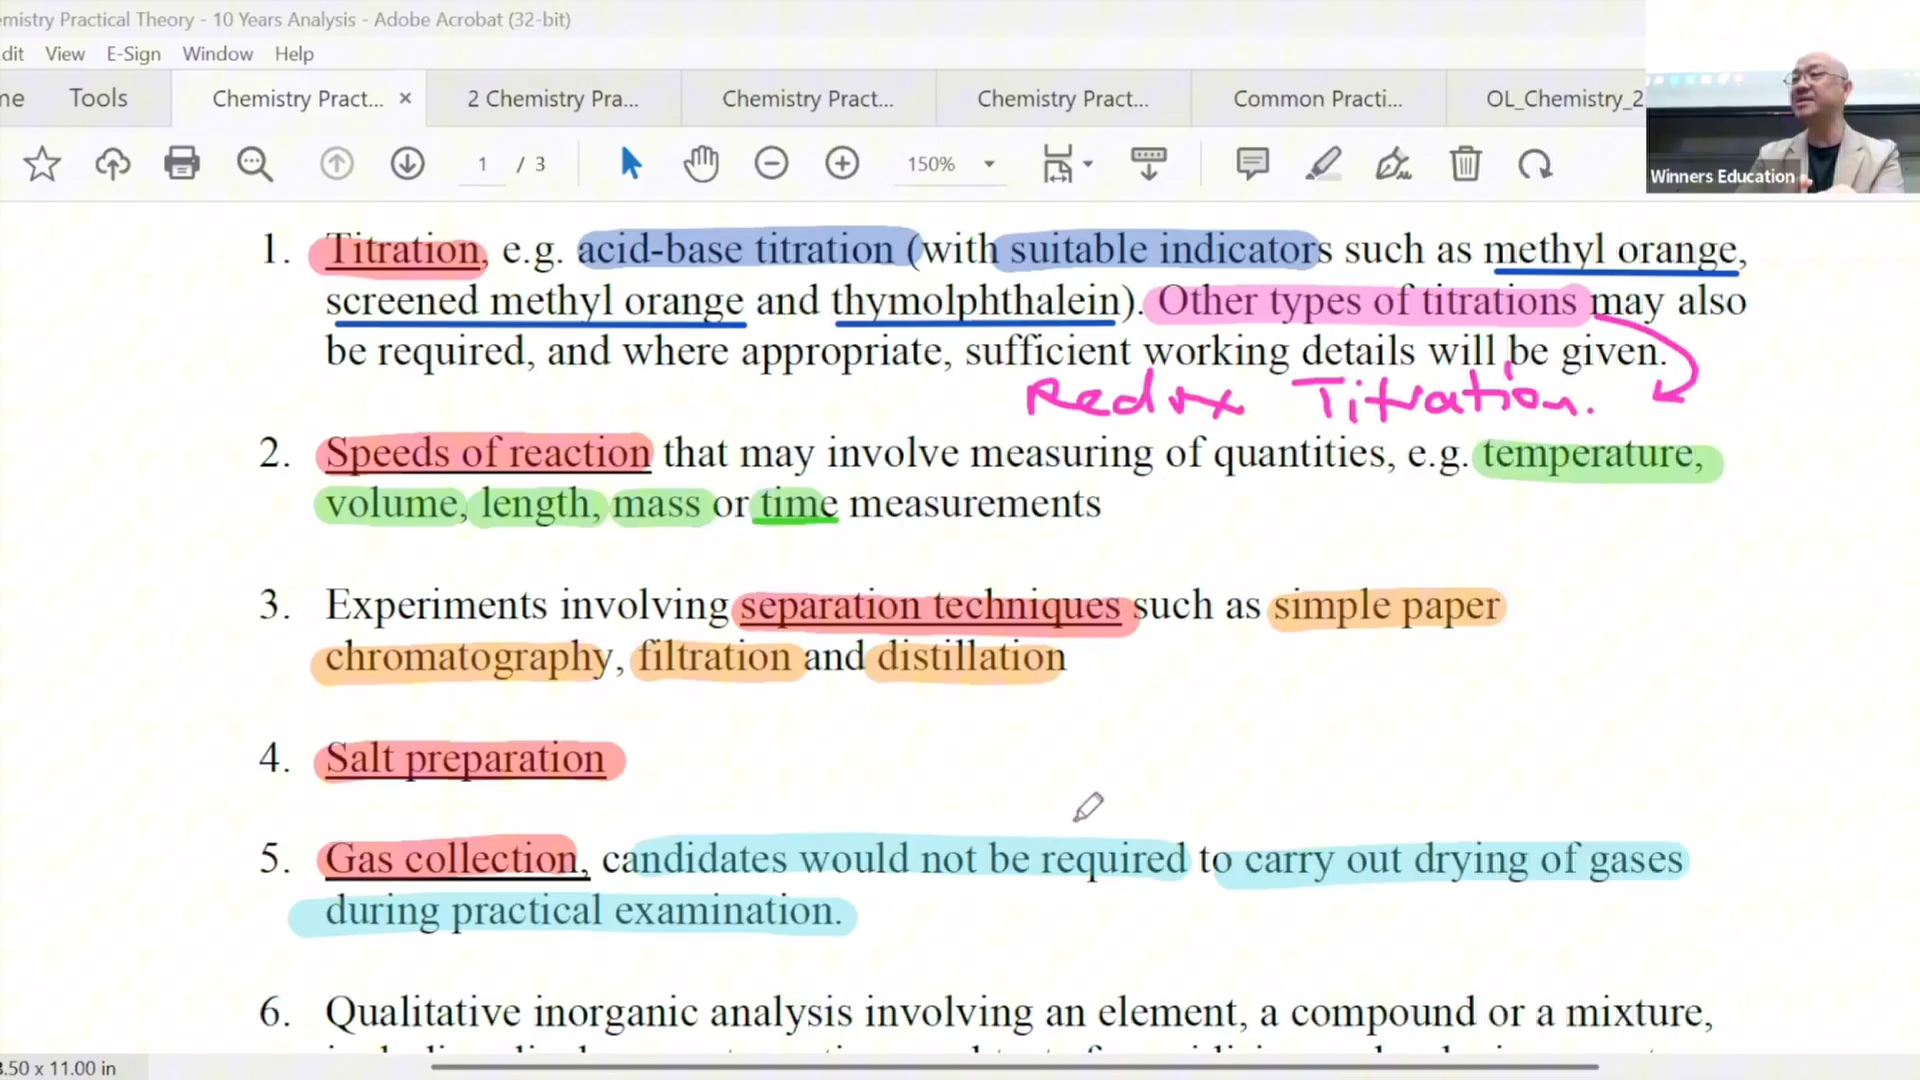 emistry Practical Theory - 10 Years Analysis - Adobe Acrobat (32-bit)
dit View E-Sign Window Help
me Tools Chemistry Pract... × 2 Chemistry Pra... Chemistry Pract... Chemistry Pract... Common Practi... OL_Chemistry_2
1 / 3 150%
Winners Education
1. Titration, e.g. acid-base titration (with suitable indicators such as methyl orange,
screened methyl orange and thymolphthalein). Other types of titrations may also
be required, and where appropriate, sufficient working details will be given.
Redox Titration.
2. Speeds of reaction that may involve measuring of quantities, e.g. temperature,
volume, length, mass or time measurements
3. Experiments involving separation techniques such as simple paper
chromatography, filtration and distillation
4. Salt preparation
5. Gas collection, candidates would not be required to carry out drying of gases
during practical examination.
6. Qualitative inorganic analysis involving an element, a compound or a mixture,
8.50 x 11.00 in